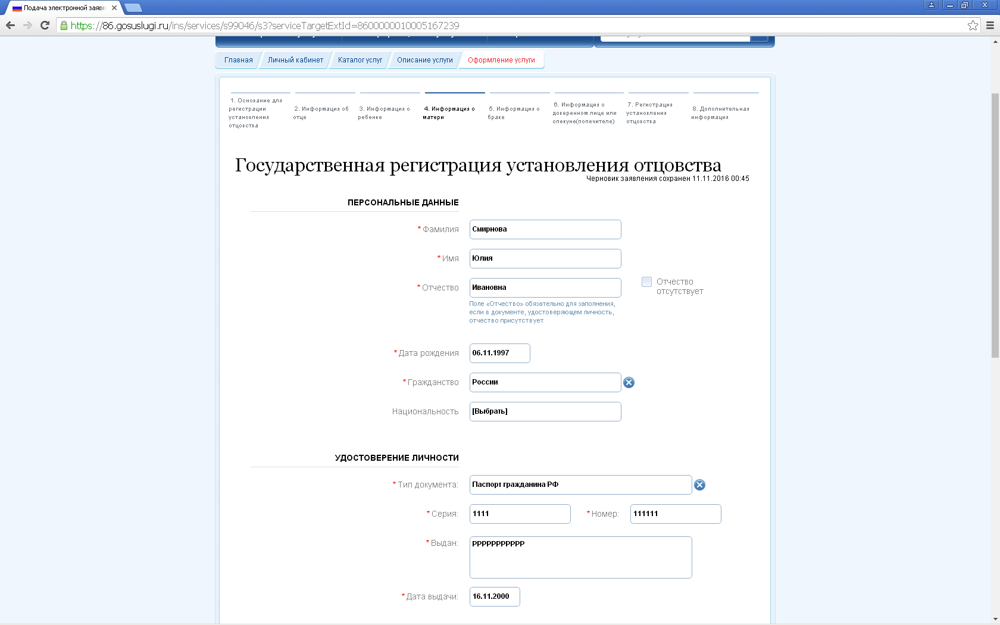 Подача электронной заявк
https://86.gosuslugi.ru/ins/services/s99046/s3?serviceTargetExtId=8600000010005167239
Главная
Личный кабинет
Каталог услуг
Описание услуги
Оформление услуги
1. Основание для
регистрации
установления
отцовства
2. Информация об
отце
3. Информация о
ребенке
4. Информация о
матери
5. Информация о
браке
6. Информация о
доверенном лице или
опекуне(попечителе)
7. Регистрация
установления
отцовства
8. Дополнительная
информация
Государственная регистрация установления отцовства
Черновик заявления сохранен 11.11.2016 00:45
ПЕРСОНАЛЬНЫЕ ДАННЫЕ
* Фамилия Смирнова
* Имя Юлия
* Отчество Ивановна
Отчество
отсутствует
Поле «Отчество» обязательно для заполнения,
если в документе, удостоверяющем личность,
отчество присутствует
* Дата рождения 06.11.1997
* Гражданство России
Национальность [Выбрать]
УДОСТОВЕРЕНИЕ ЛИЧНОСТИ
* Тип документа: Паспорт гражданина РФ
* Серия: 1111 * Номер: 111111
* Выдан: РРРРРРРРРРР
* Дата выдачи: 16.11.2000